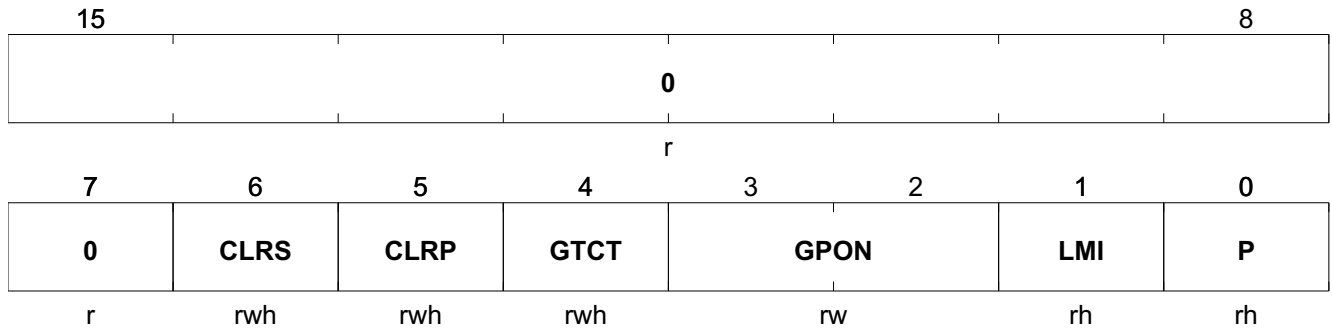 15 8
0
r
7 6 5 4 3 2 1 0
0 CLRS CLRP GTCT GPON LMI P
r rwh rwh rwh rw rh rh